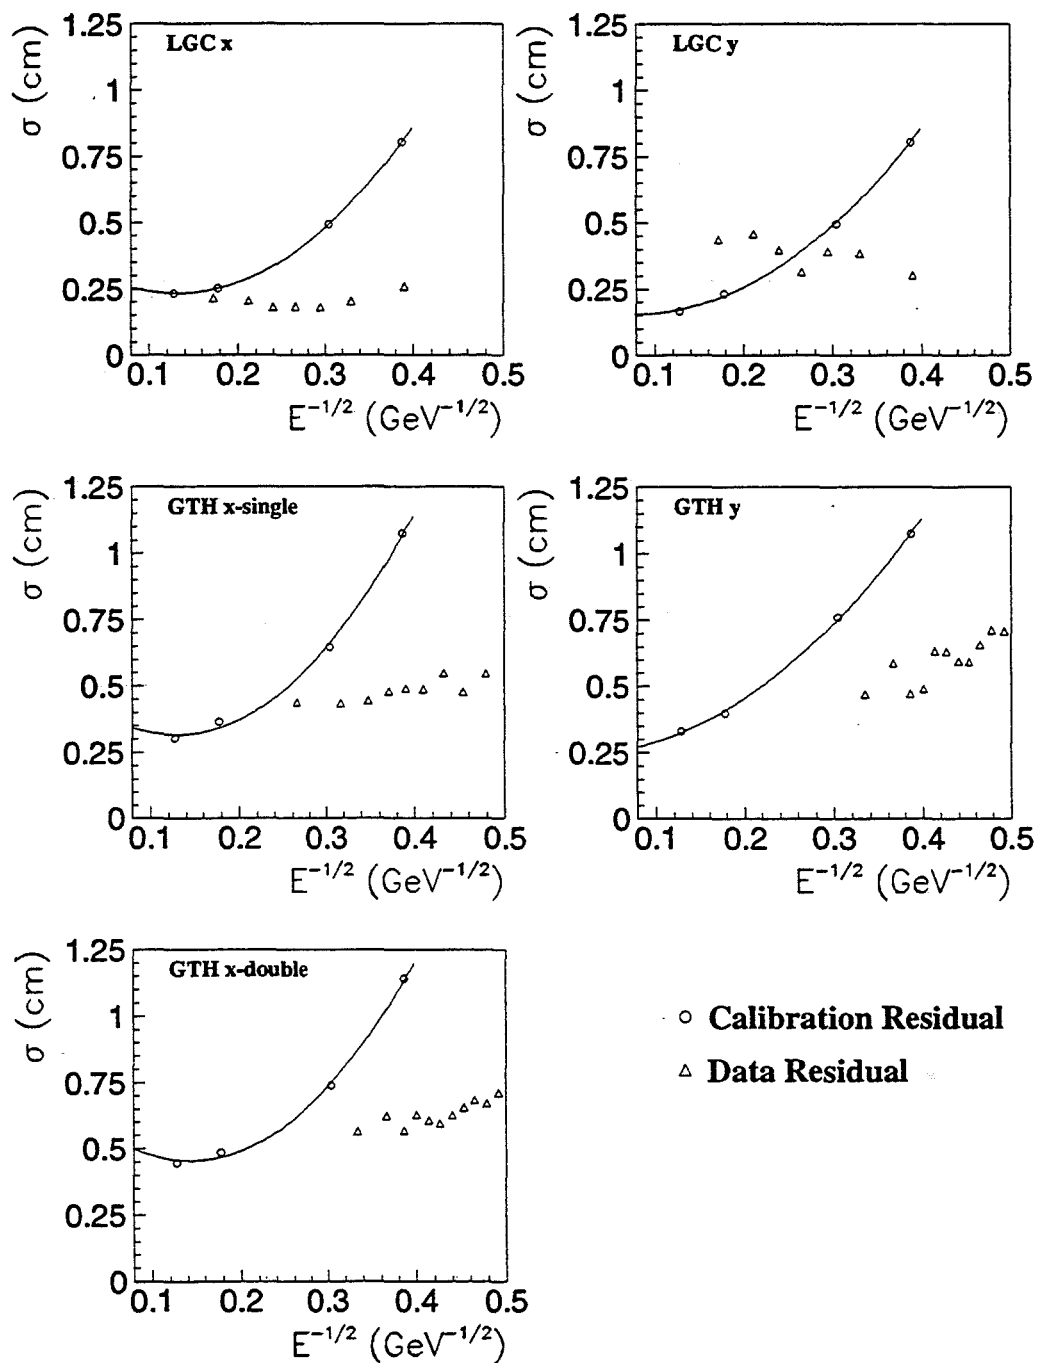 LGC x
σ (cm)
1.25
1
0.75
0.5
0.25
0
0.1 0.2 0.3 0.4 0.5
E^{-1/2} (GeV^{-1/2})
LGC y
σ (cm)
1.25
1
0.75
0.5
0.25
0
0.1 0.2 0.3 0.4 0.5
E^{-1/2} (GeV^{-1/2})
GTH x-single
σ (cm)
1.25
1
0.75
0.5
0.25
0
0.1 0.2 0.3 0.4 0.5
E^{-1/2} (GeV^{-1/2})
GTH y
σ (cm)
1.25
1
0.75
0.5
0.25
0
0.1 0.2 0.3 0.4 0.5
E^{-1/2} (GeV^{-1/2})
GTH x-double
σ (cm)
1.25
1
0.75
0.5
0.25
0
0.1 0.2 0.3 0.4 0.5
E^{-1/2} (GeV^{-1/2})
Calibration Residual
Data Residual